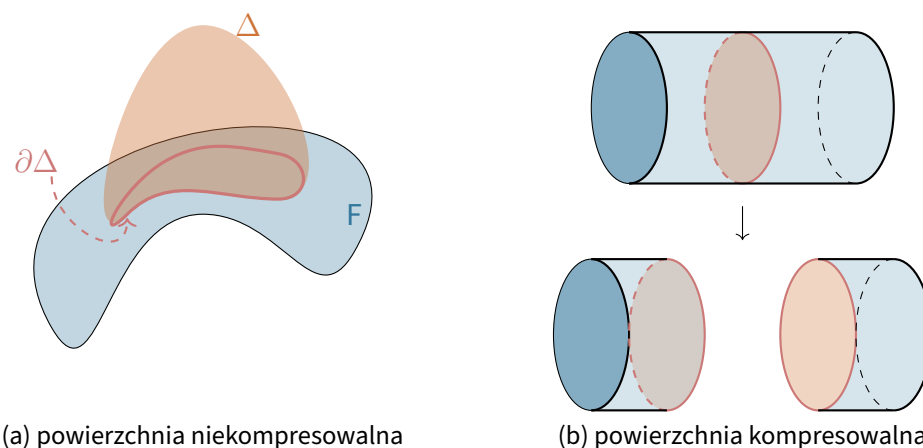 Δ
∂Δ
F
(a) powierzchnia niekompresowalna
(b) powierzchnia kompresowalna